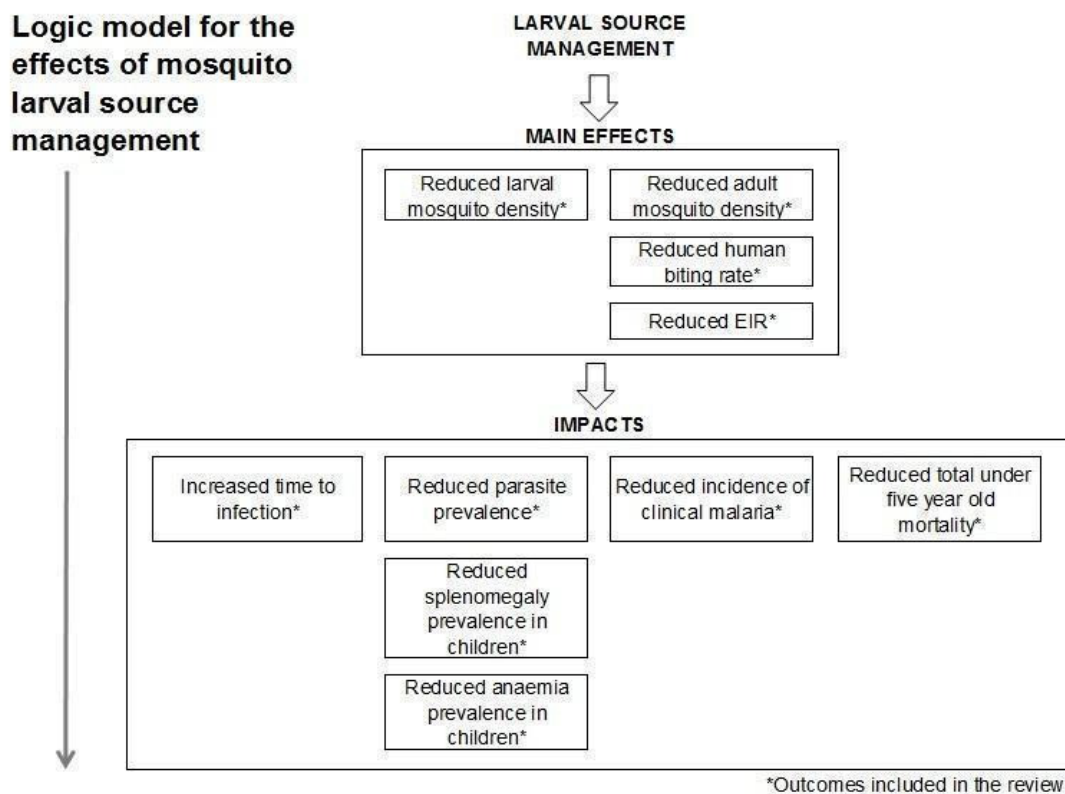 Logic model for the
effects of mosquito
larval source
management
LARVAL SOURCE
MANAGEMENT
MAIN EFFECTS
Reduced larval
mosquito density*
Reduced adult
mosquito density*
Reduced human
biting rate*
Reduced EIR*
IMPACTS
Increased time to
infection*
Reduced parasite
prevalence*
Reduced incidence of
clinical malaria*
Reduced total under
five year old
mortality*
Reduced
splenomegaly
prevalence in
children*
Reduced anaemia
prevalence in
children*
*Outcomes included in the review